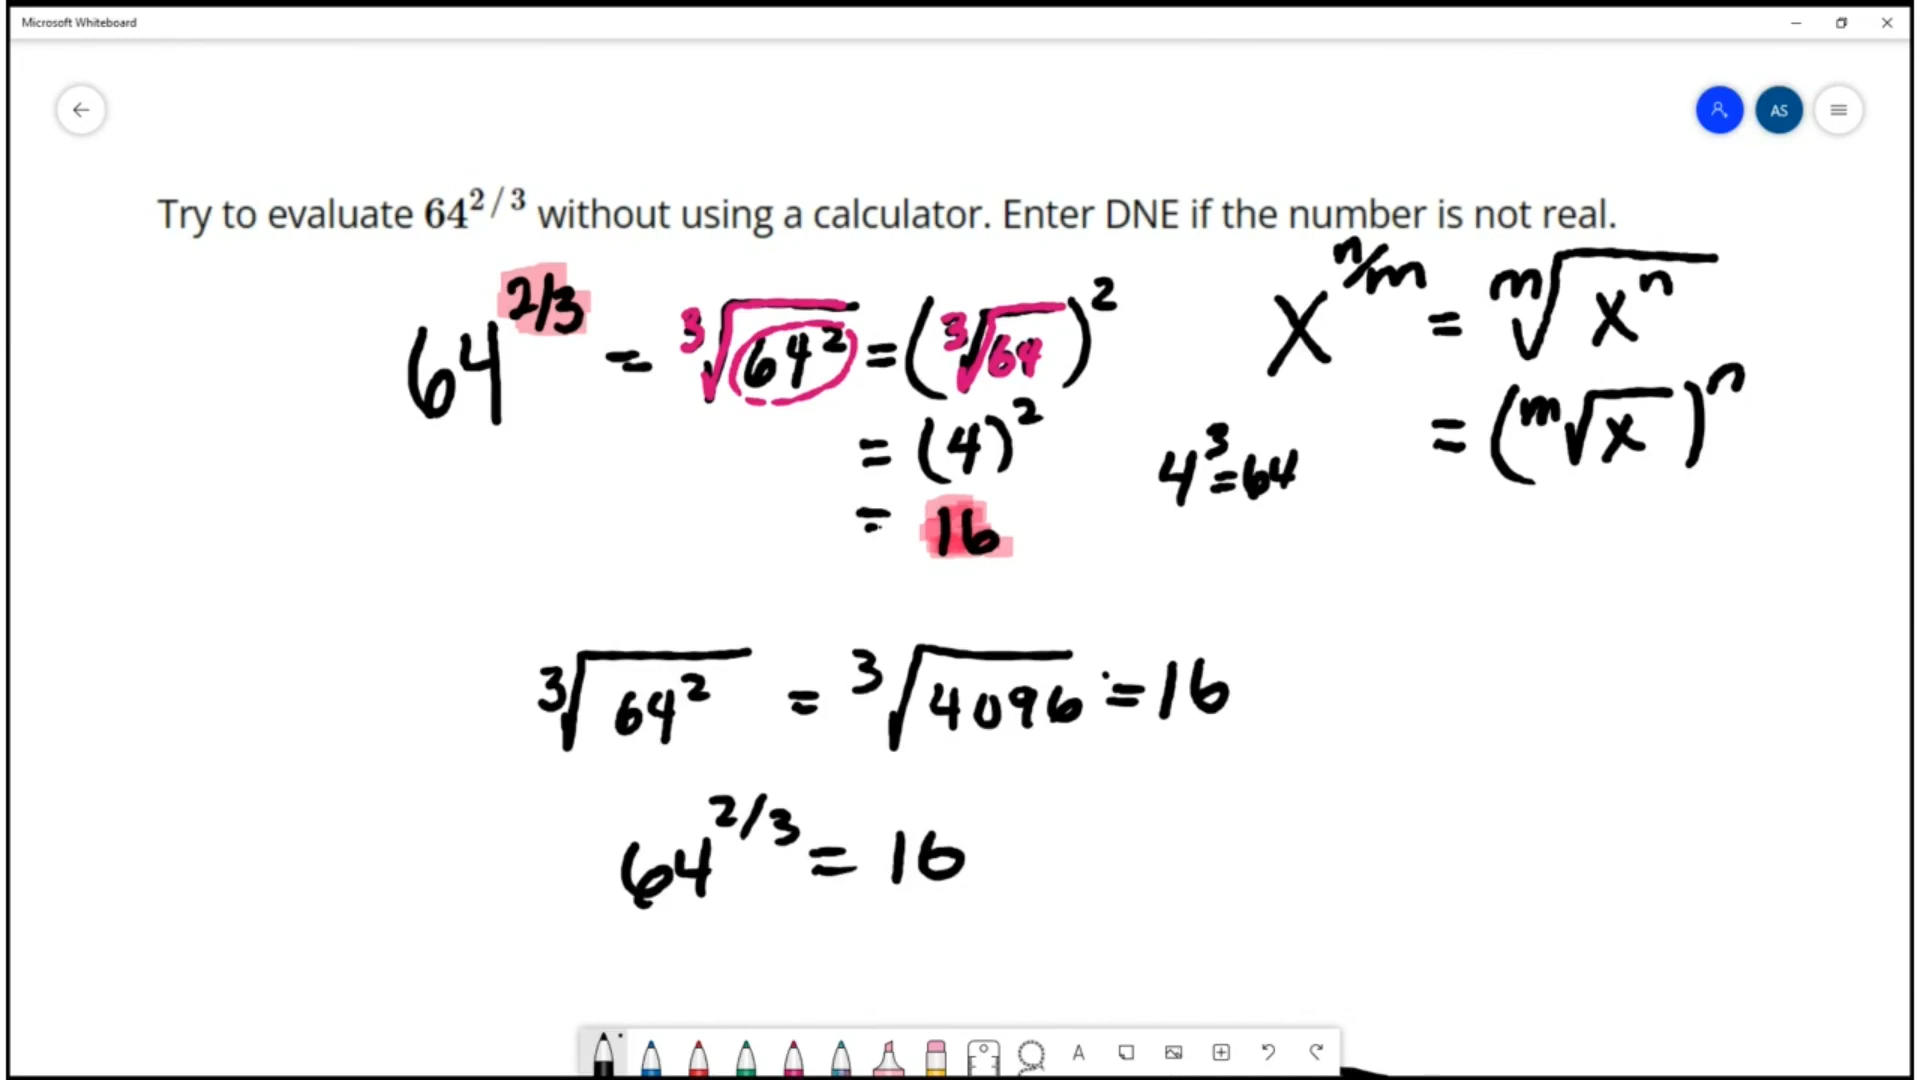 Microsoft Whiteboard
AS
Try to evaluate 64^{2/3} without using a calculator. Enter DNE if the number is not real.
64^{2/3} = ∛(64²) = (∛64)²
= (4)²
= 16
4³ = 64
x^{n/m} = ᵐ√(xⁿ)
= (ᵐ√x)ⁿ
∛(64²) = ∛4096 = 16
64^{2/3} = 16
A